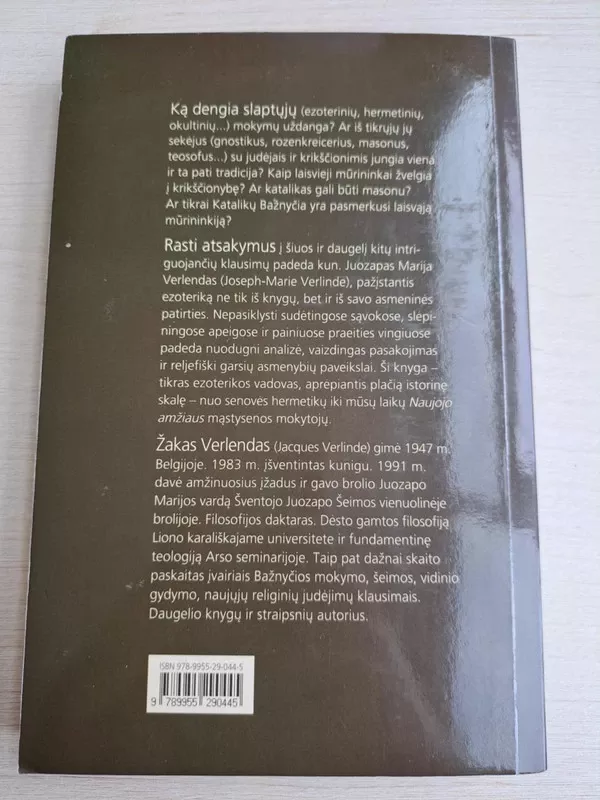 Ką dengia slaptųjų (ezoterinių, hermetinių,
okultinių...) mokymų uždanga? Ar iš tikrųjų jų
sekėjus (gnostikus, rozenkreicerius, masonus,
teosofus...) su judėjais ir krikščionimis jungia viena
ir ta pati tradicija? Kaip laisvieji mūrininkai žvelgia
į krikščionybę? Ar katalikas gali būti masonu?
Ar tikrai Katalikų Bažnyčia yra pasmerkusi laisvąją
mūrininkiją?
Rasti atsakymus į šiuos ir daugelį kitų intri-
guojančių klausimų padeda kun. Juozapas Marija
Verlendas (Joseph-Marie Verlinde), pažįstantis
ezoteriką ne tik iš knygų, bet ir iš savo asmeninės
patirties. Nepasiklysti sudėtingose sąvokose, slėpi-
ningose apeigose ir painiuose praeities vingiuose
padeda nuodugni analizė, vaizdingas pasakojimas
ir reljefiški garsių asmenybių paveikslai. Ši knyga –
tikras ezoterikos vadovas, aprėpiantis plačią istorinę
skalę – nuo senovės hermetikų iki mūsų laikų Naujojo
amžiaus mąstysenos mokytojų.
Žakas Verlendas (Jacques Verlinde) gimė 1947 m.
Belgijoje. 1983 m. įšventintas kunigu. 1991 m.
davė amžinuosius įžadus ir gavo brolio Juozapo
Marijos vardą Šventojo Juozapo Šeimos vienuolinėje
brolijoje. Filosofijos daktaras. Dėsto gamtos filosofiją
Liono karališkajame universitete ir fundamentinę
teologiją Arso seminarijoje. Taip pat dažnai skaito
paskaitas įvairiais Bažnyčios mokymo, šeimos, vidinio
gydymo, naujųjų religinių judėjimų klausimais.
Daugelio knygų ir straipsnių autorius.
ISBN 978-9955-29-044-5
9 789955 290445